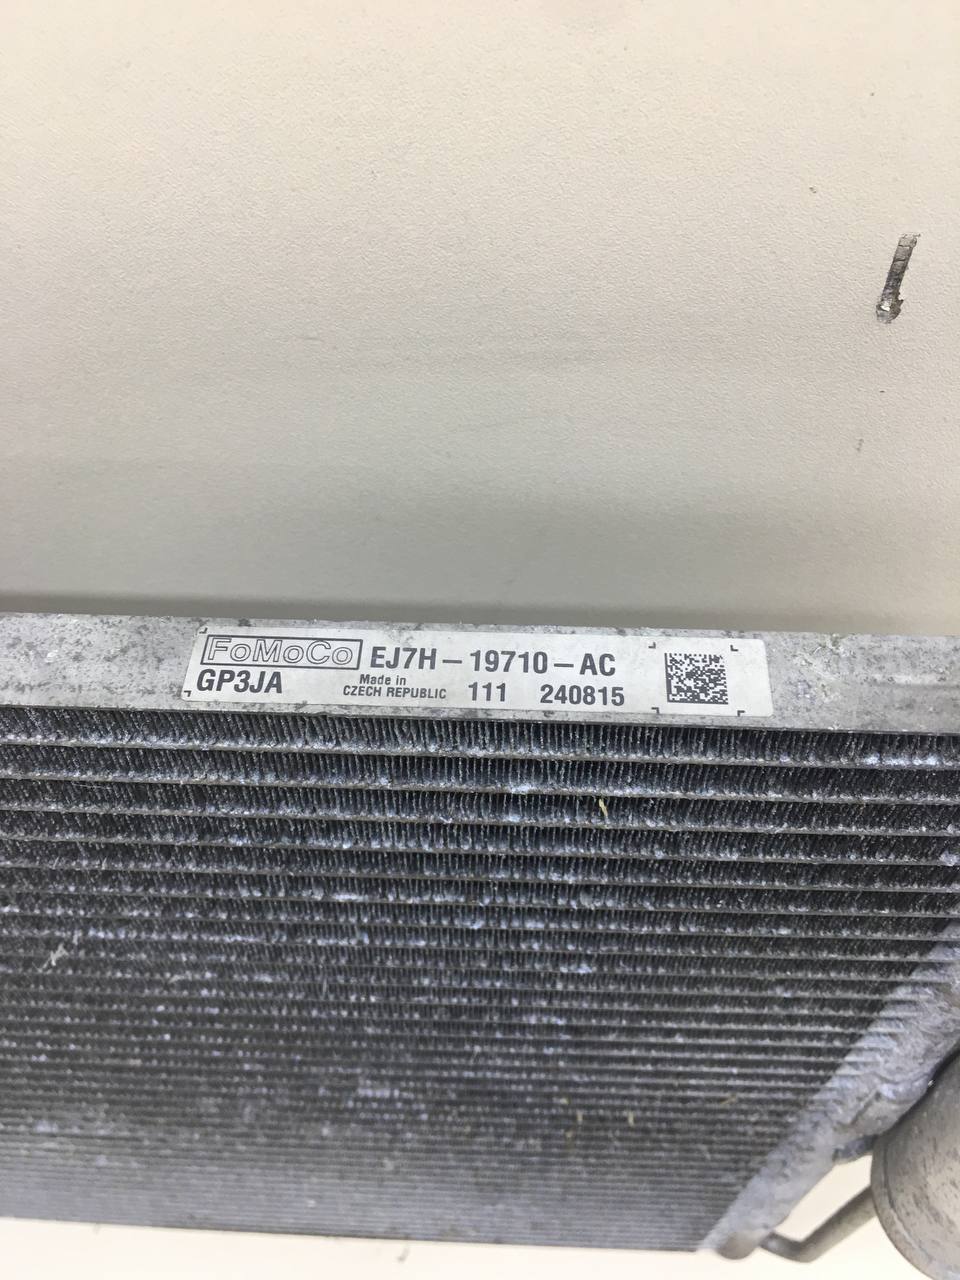 FoMoCo EJ7H-19710-AC
GP3JA Made in CZECH REPUBLIC 111 240815